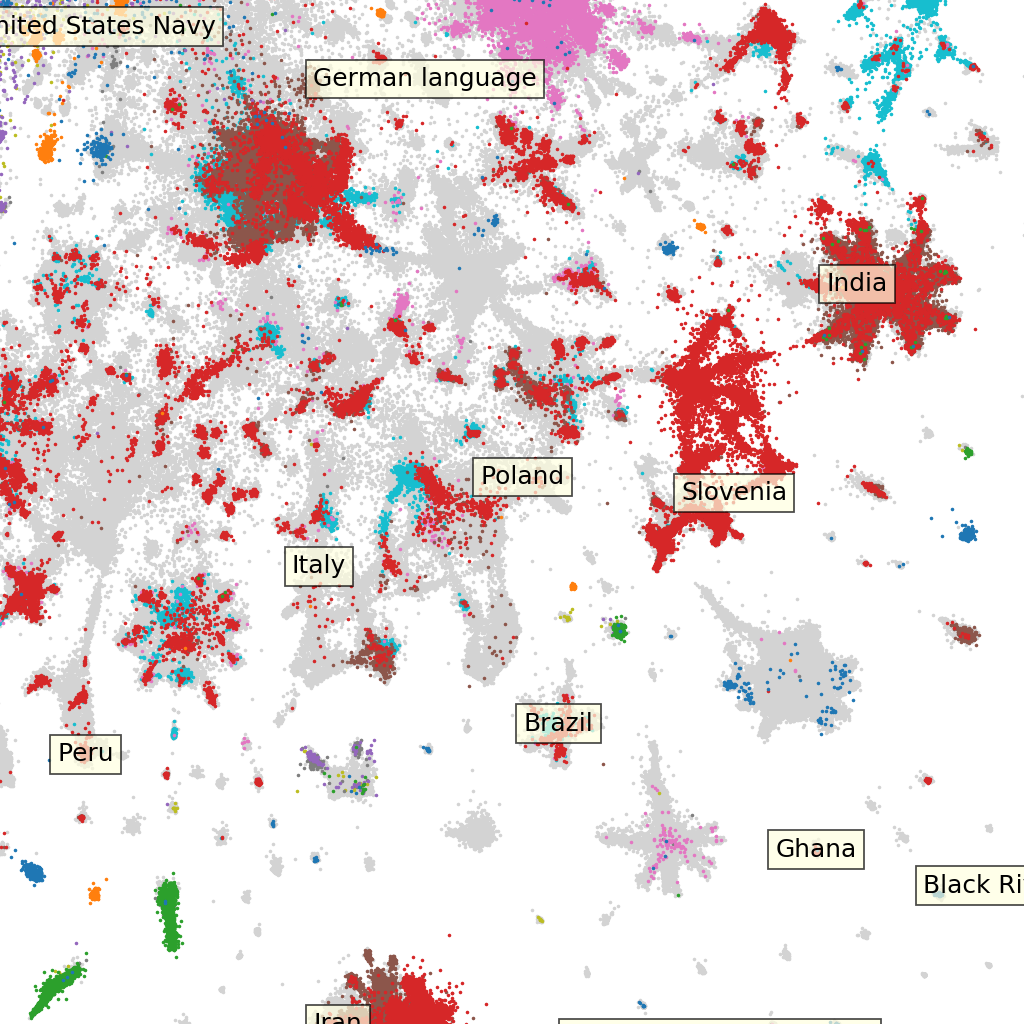 nited States Navy
German language
India
Poland
Slovenia
Italy
Brazil
Peru
Ghana
Black Ri
Iran